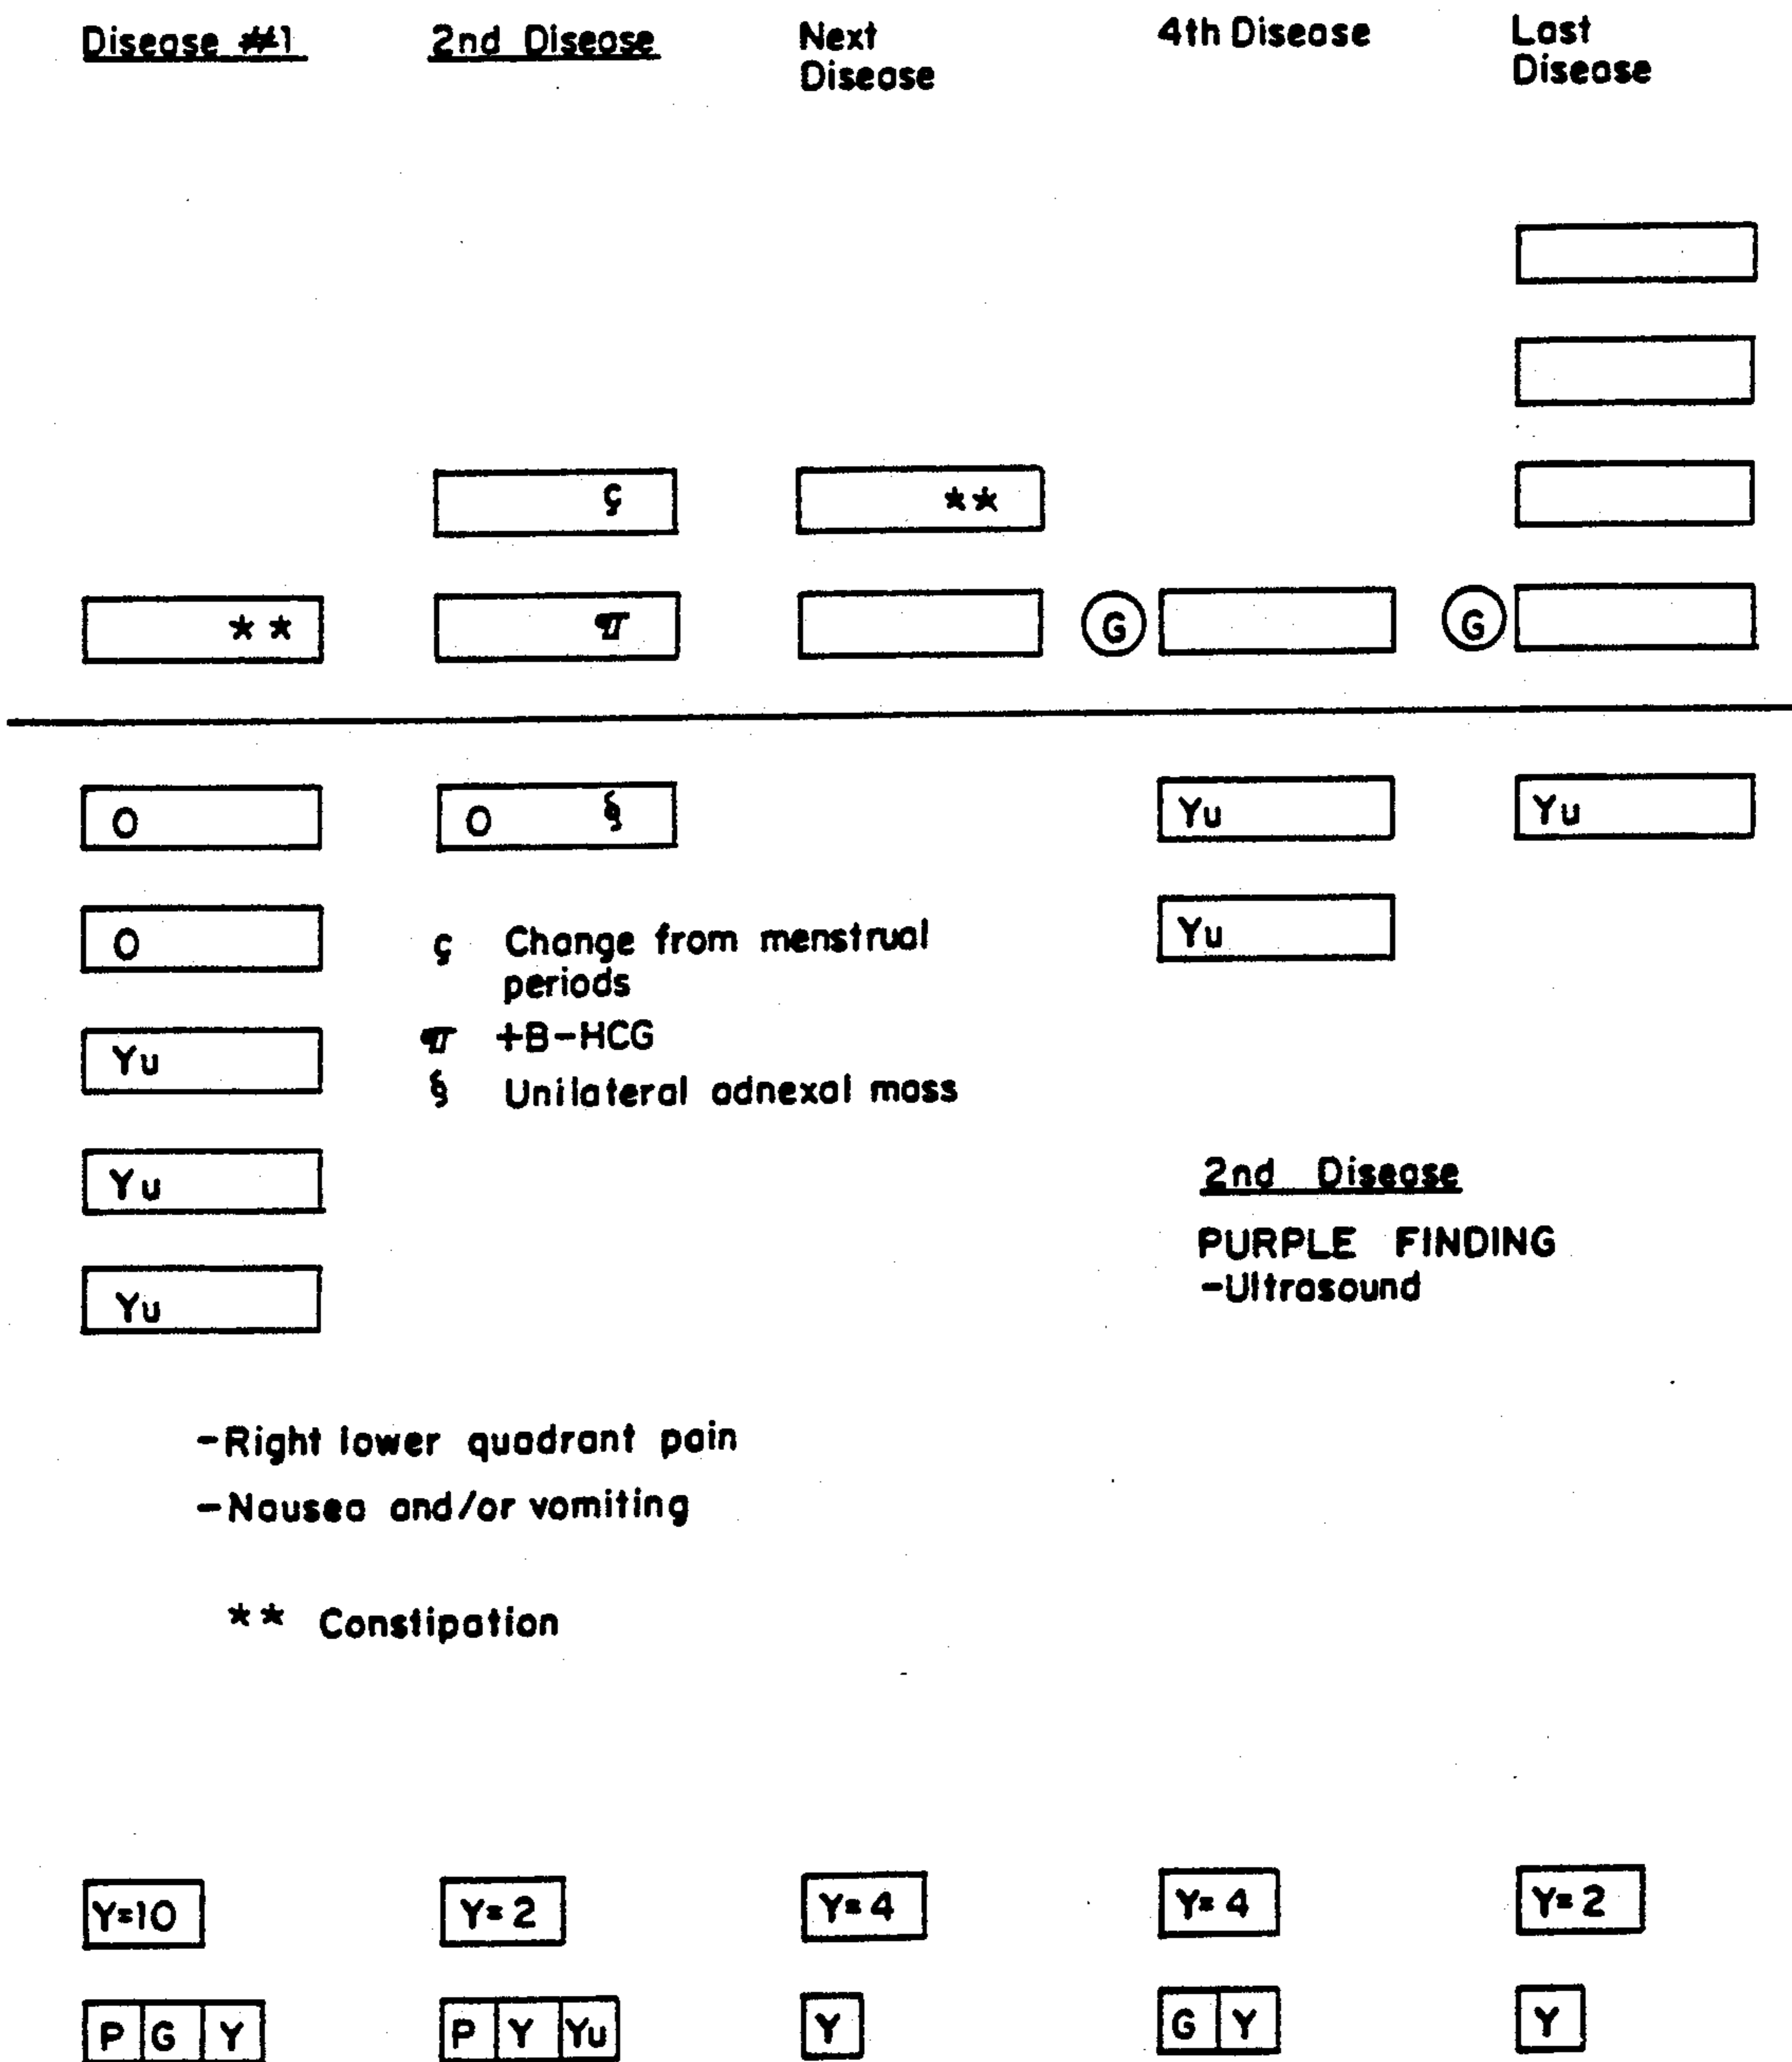 Disease #1
2nd Disease
Next
Disease
4th Disease
Last
Disease
ç
**
**
¶
G
G
O
O §
Yu
Yu
O
Yu
Yu
Yu
Yu
ç Change from menstrual
periods
¶ +B-HCG
§ Unilateral adnexal mass
2nd Disease
PURPLE FINDING
-Ultrasound
-Right lower quadrant pain
-Nausea and/or vomiting
** Constipation
Y=10
Y=2
Y=4
Y=4
Y=2
P G Y
P Y Yu
Y
G Y
Y